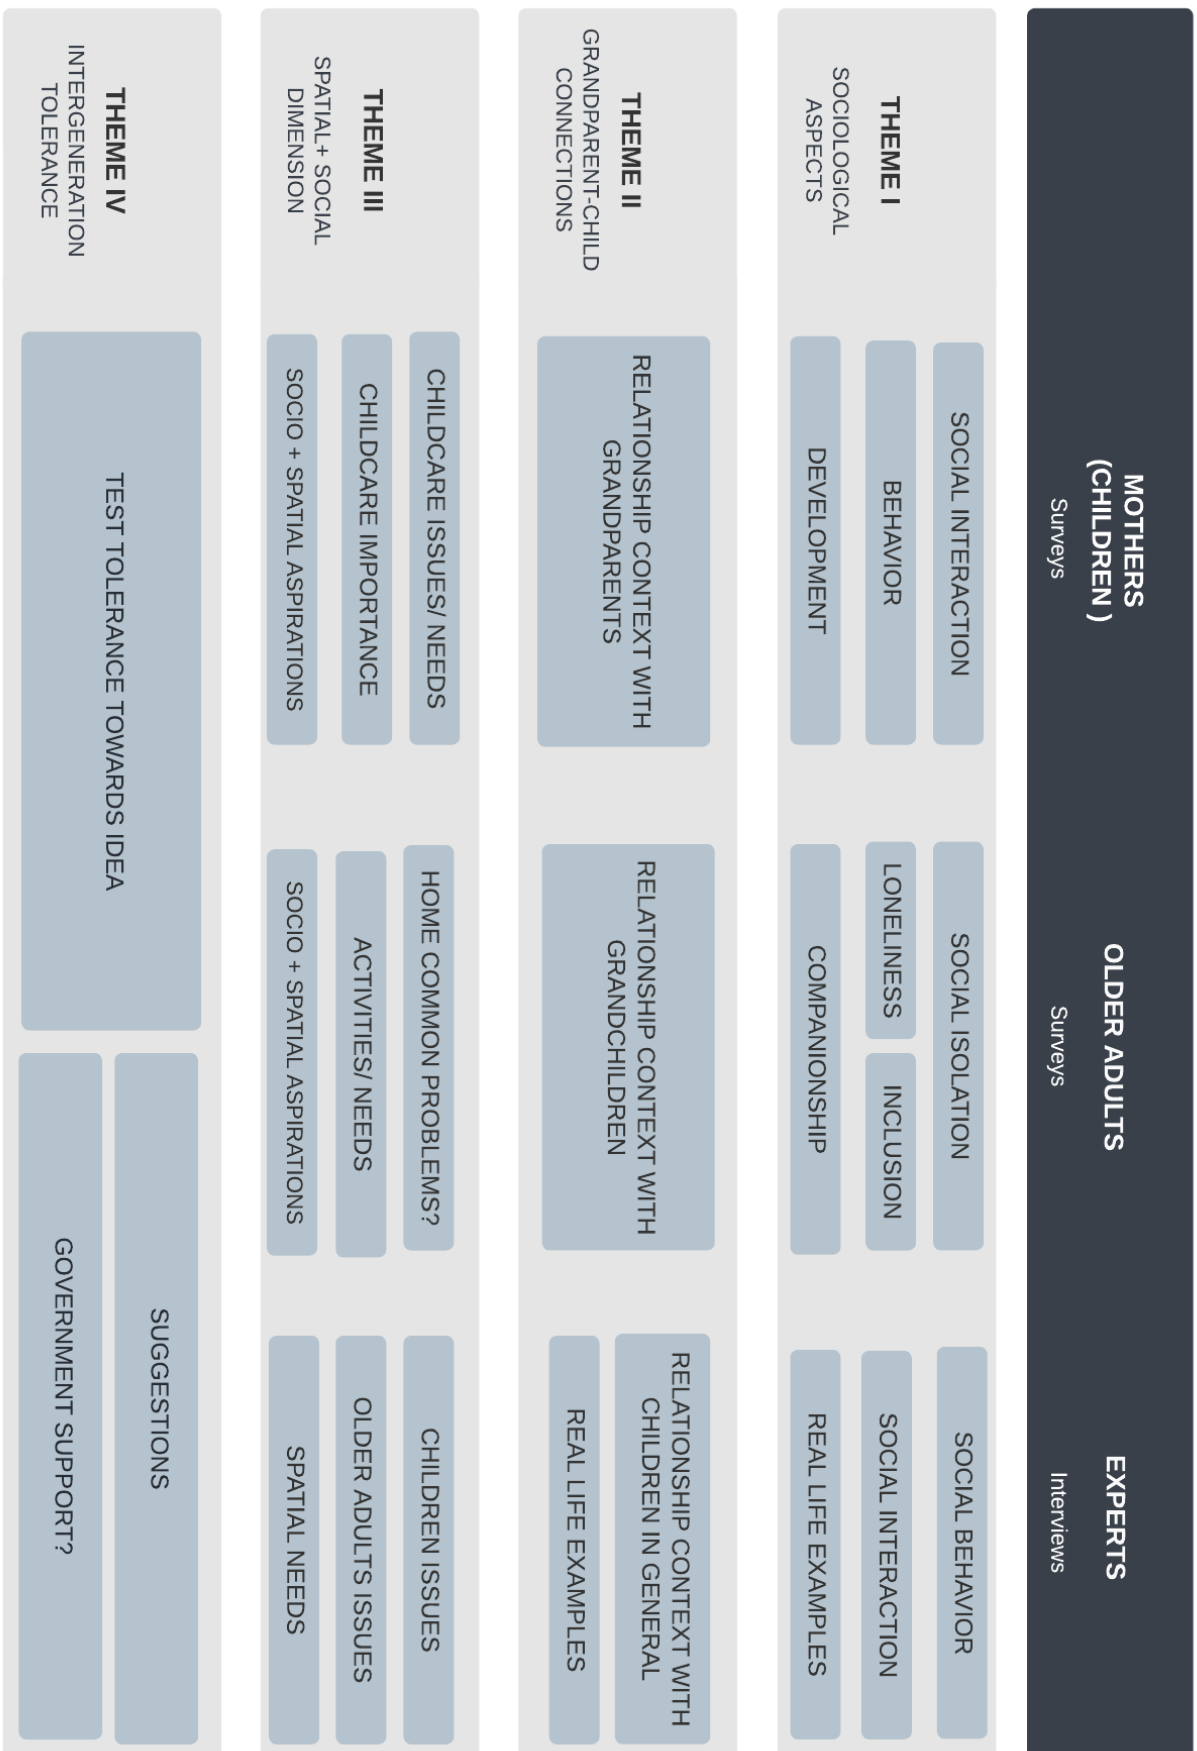 MOTHERS
(CHILDREN )
Surveys
OLDER ADULTS
Surveys
EXPERTS
Interviews
THEME I
SOCIOLOGICAL
ASPECTS
SOCIAL INTERACTION
BEHAVIOR
DEVELOPMENT
SOCIAL ISOLATION
LONELINESS
INCLUSION
COMPANIONSHIP
SOCIAL BEHAVIOR
SOCIAL INTERACTION
REAL LIFE EXAMPLES
THEME II
GRANDPARENT-CHILD
CONNECTIONS
RELATIONSHIP CONTEXT WITH
GRANDPARENTS
RELATIONSHIP CONTEXT WITH
GRANDCHILDREN
RELATIONSHIP CONTEXT WITH
CHILDREN IN GENERAL
REAL LIFE EXAMPLES
THEME III
SPATIAL+ SOCIAL
DIMENSION
CHILDCARE ISSUES/ NEEDS
CHILDCARE IMPORTANCE
SOCIO + SPATIAL ASPIRATIONS
HOME COMMON PROBLEMS?
ACTIVITIES/ NEEDS
SOCIO + SPATIAL ASPIRATIONS
CHILDREN ISSUES
OLDER ADULTS ISSUES
SPATIAL NEEDS
THEME IV
INTERGENERATION
TOLERANCE
TEST TOLERANCE TOWARDS IDEA
SUGGESTIONS
GOVERNMENT SUPPORT?